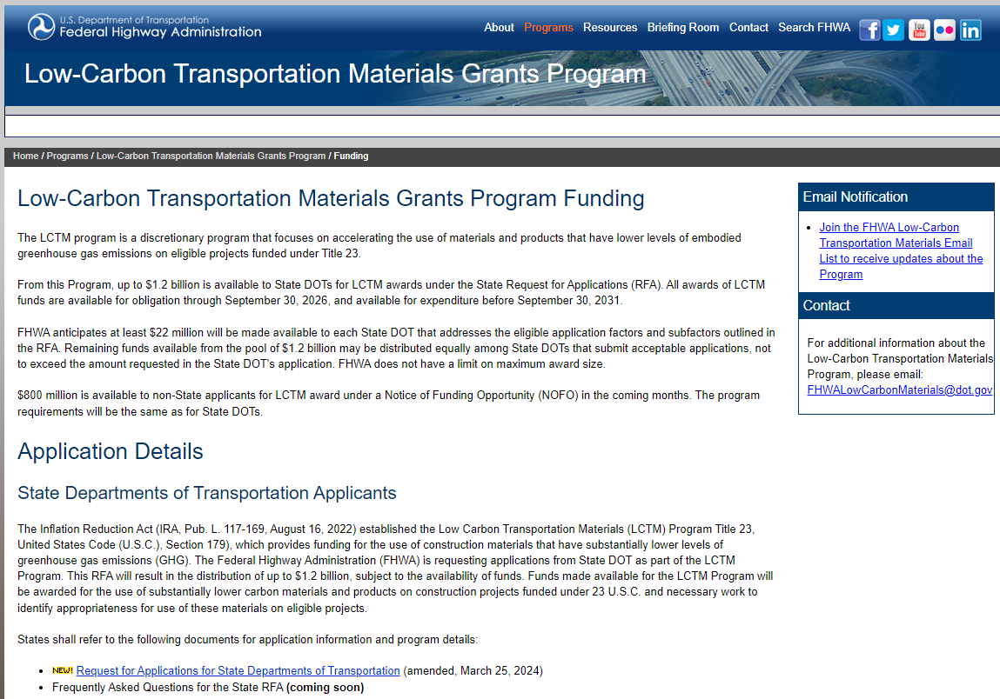 U.S. Department of Transportation
Federal Highway Administration
About Programs Resources Briefing Room Contact Search FHWA
f You Tube in
Low-Carbon Transportation Materials Grants Program
Home / Programs / Low-Carbon Transportation Materials Grants Program / Funding
Low-Carbon Transportation Materials Grants Program Funding
The LCTM program is a discretionary program that focuses on accelerating the use of materials and products that have lower levels of embodied
greenhouse gas emissions on eligible projects funded under Title 23.
From this Program, up to $1.2 billion is available to State DOTs for LCTM awards under the State Request for Applications (RFA). All awards of LCTM
funds are available for obligation through September 30, 2026, and available for expenditure before September 30, 2031.
FHWA anticipates at least $22 million will be made available to each State DOT that addresses the eligible application factors and subfactors outlined in
the RFA. Remaining funds available from the pool of $1.2 billion may be distributed equally among State DOTs that submit acceptable applications, not
to exceed the amount requested in the State DOT's application. FHWA does not have a limit on maximum award size.
$800 million is available to non-State applicants for LCTM award under a Notice of Funding Opportunity (NOFO) in the coming months. The program
requirements will be the same as for State DOTs.
Application Details
State Departments of Transportation Applicants
The Inflation Reduction Act (IRA, Pub. L. 117-169, August 16, 2022) established the Low Carbon Transportation Materials (LCTM) Program Title 23,
United States Code (U.S.C.), Section 179), which provides funding for the use of construction materials that have substantially lower levels of
greenhouse gas emissions (GHG). The Federal Highway Administration (FHWA) is requesting applications from State DOT as part of the LCTM
Program. This RFA will result in the distribution of up to $1.2 billion, subject to the availability of funds. Funds made available for the LCTM Program will
be awarded for the use of substantially lower carbon materials and products on construction projects funded under 23 U.S.C. and necessary work to
identify appropriateness for use of these materials on eligible projects.
States shall refer to the following documents for application information and program details:
• NEW! Request for Applications for State Departments of Transportation (amended, March 25, 2024)
• Frequently Asked Questions for the State RFA (coming soon)
Email Notification
• Join the FHWA Low-Carbon
Transportation Materials Email
List to receive updates about the
Program
Contact
For additional information about the
Low-Carbon Transportation Materials
Program, please email:
FHWALowCarbonMaterials@dot.gov